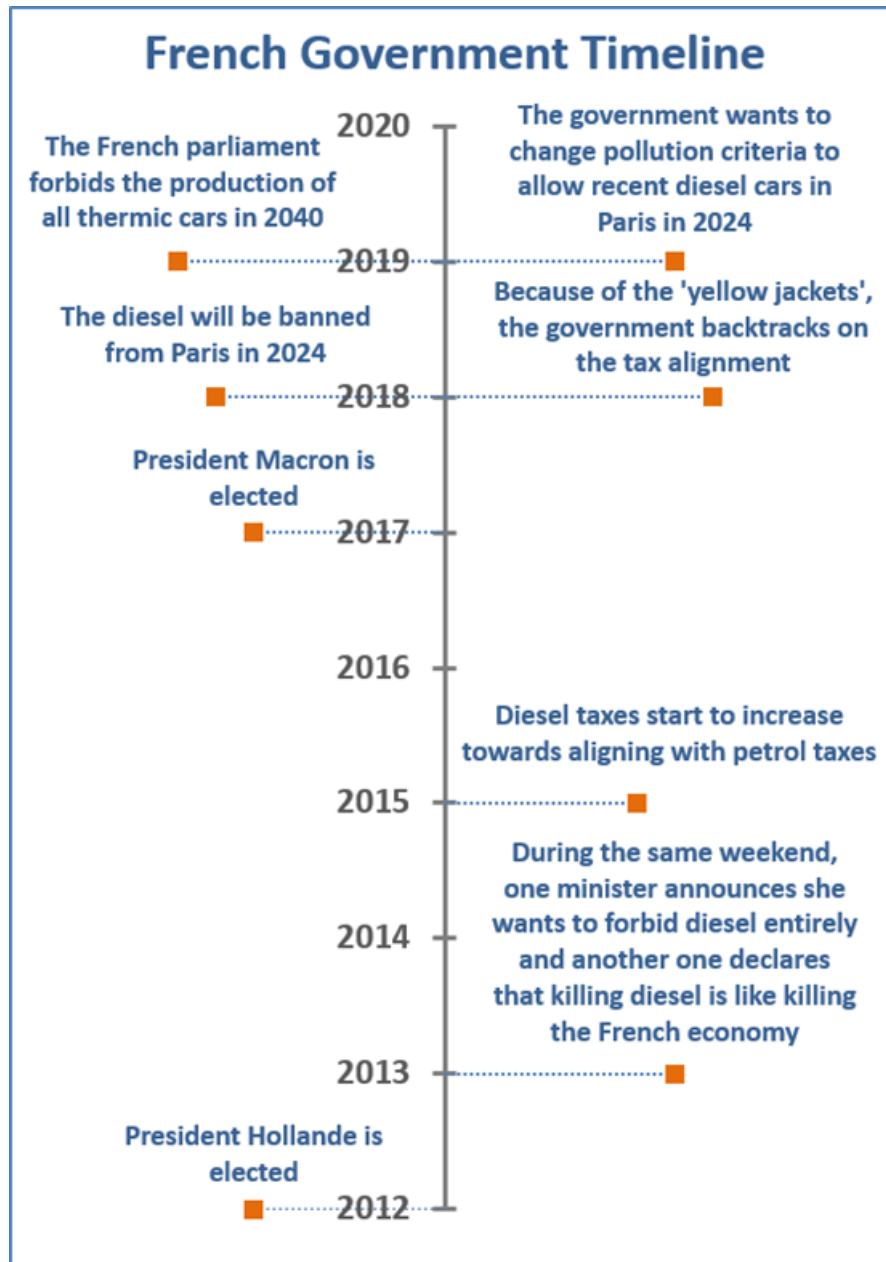 French Government Timeline
2020
The French parliament
forbids the production of
all thermic cars in 2040
The government wants to
change pollution criteria to
allow recent diesel cars in
Paris in 2024
2019
The diesel will be banned
from Paris in 2024
Because of the 'yellow jackets',
the government backtracks on
the tax alignment
2018
President Macron is
elected
2017
2016
Diesel taxes start to increase
towards aligning with petrol taxes
2015
During the same weekend,
one minister announces she
wants to forbid diesel entirely
and another one declares
that killing diesel is like killing
the French economy
2014
2013
President Hollande is
elected
2012